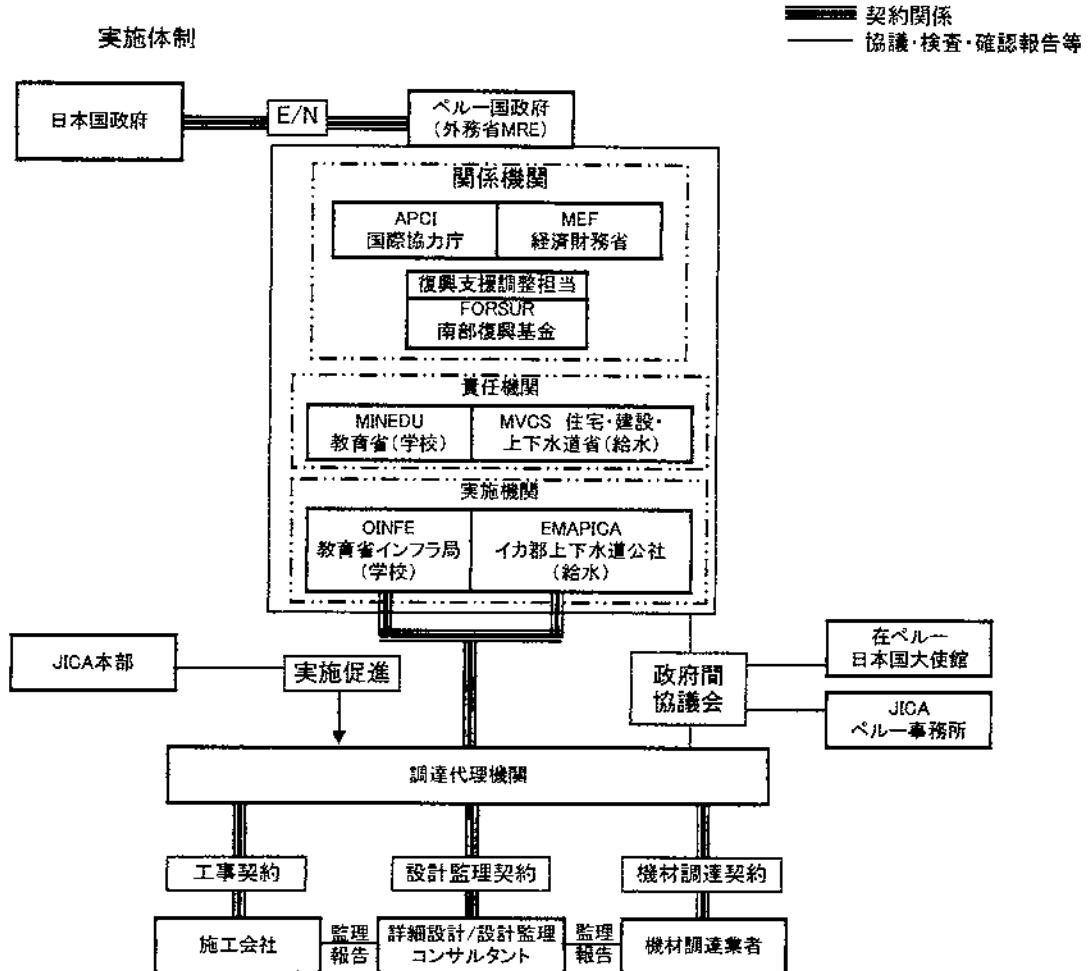 契約関係
協議・検査・確認報告等
実施体制
日本国政府
E/N
ペルー国政府
(外務省MRE)
関係機関
APCI
国際協力庁
MEF
経済財務省
復興支援調整担当
FORSUR
南部復興基金
責任機関
MINEDU
教育省(学校)
MVCS 住宅・建設・
上下水道省(給水)
実施機関
OINFE
教育省インフラ局
(学校)
EMAPICA
イカ郡上下水道公社
(給水)
JICA本部
実施促進
政府間
協議会
在ペルー
日本国大使館
JICA
ペルー事務所
調達代理機関
工事契約
設計監理契約
機材調達契約
施工会社
監理
報告
詳細設計/設計監理
コンサルタント
監理
報告
機材調達業者